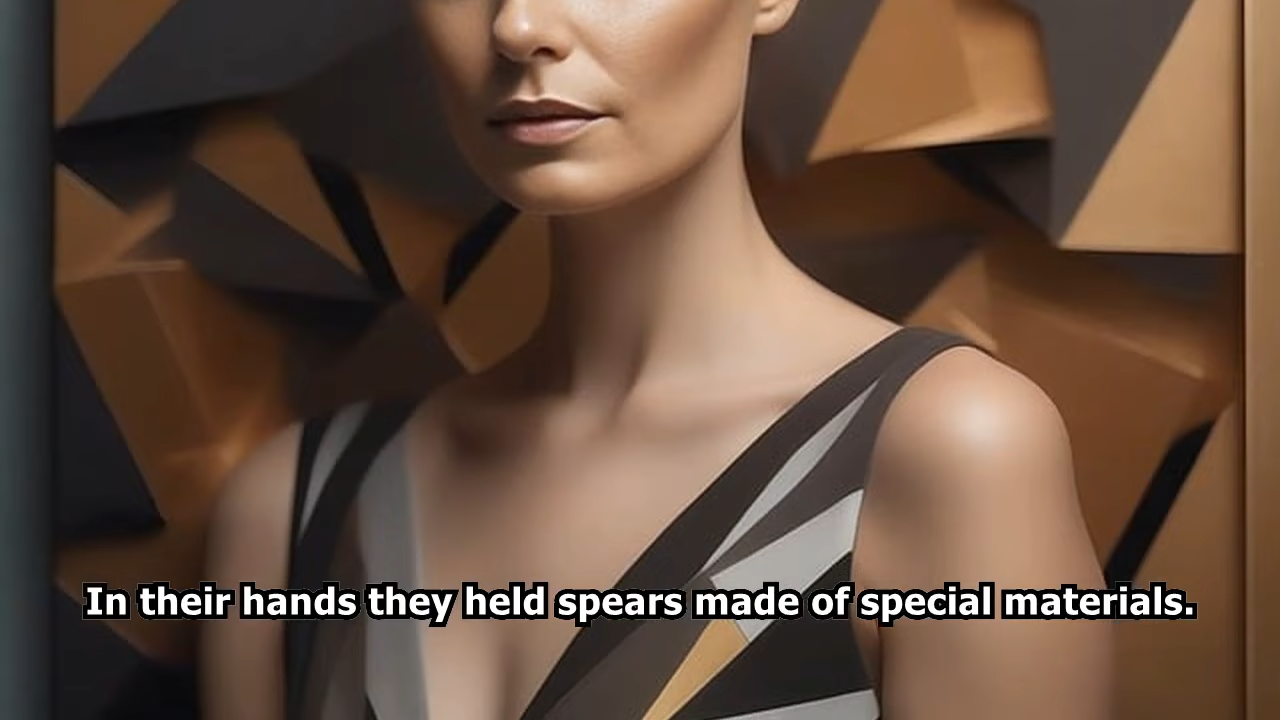 In their hands they held spears made of special materials.